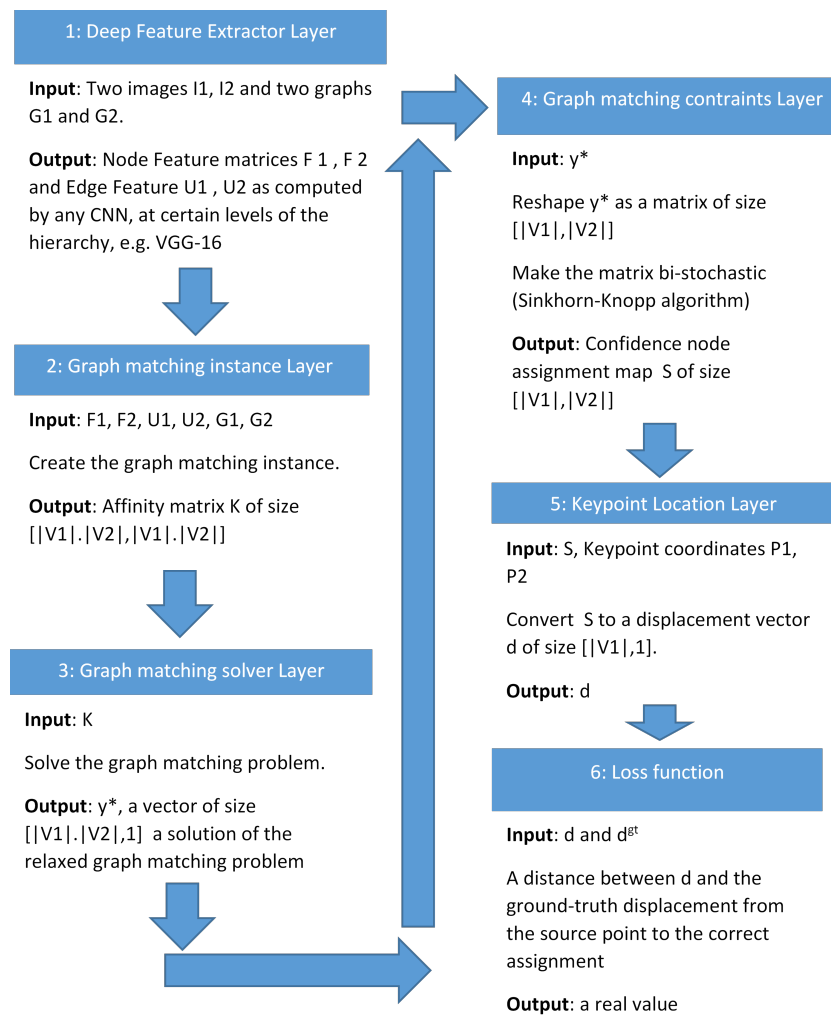 1: Deep Feature Extractor Layer
Input: Two images I1, I2 and two graphs
G1 and G2.
Output: Node Feature matrices F 1 , F 2
and Edge Feature U1 , U2 as computed
by any CNN, at certain levels of the
hierarchy, e.g. VGG-16
2: Graph matching instance Layer
Input: F1, F2, U1, U2, G1, G2
Create the graph matching instance.
Output: Affinity matrix K of size
[|V1|.|V2|,|V1|.|V2|]
3: Graph matching solver Layer
Input: K
Solve the graph matching problem.
Output: y*, a vector of size
[|V1|.|V2|,1]  a solution of the
relaxed graph matching problem
4: Graph matching contraints Layer
Input: y*
Reshape y* as a matrix of size
[|V1|,|V2|]
Make the matrix bi-stochastic
(Sinkhorn-Knopp algorithm)
Output: Confidence node
assignment map  S of size
[|V1|,|V2|]
5: Keypoint Location Layer
Input: S, Keypoint coordinates P1,
P2
Convert  S to a displacement vector
d of size [|V1|,1].
Output: d
6: Loss function
Input: d and dgt
A distance between d and the
ground-truth displacement from
the source point to the correct
assignment
Output: a real value